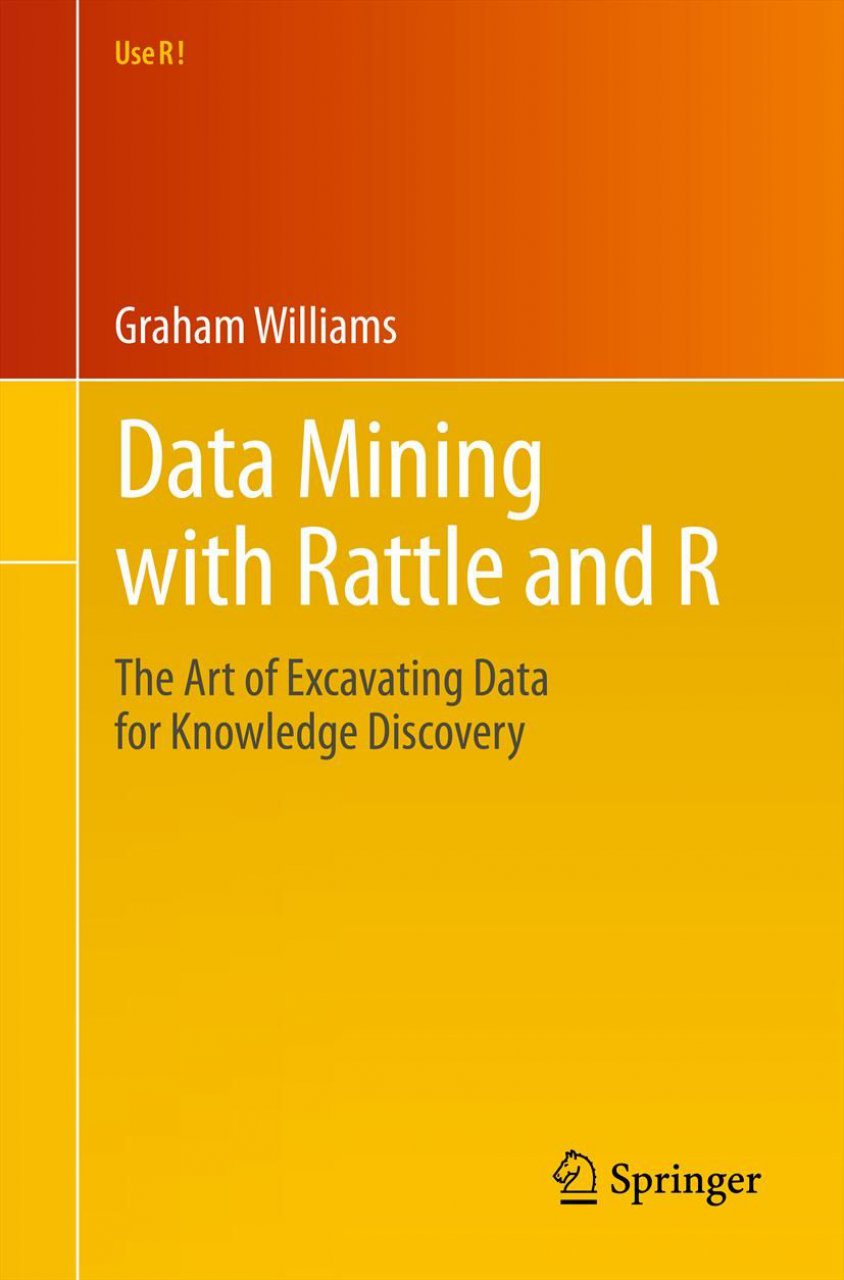 Use R!
Graham Williams
Data Mining
with Rattle and R
The Art of Excavating Data
for Knowledge Discovery
Springer